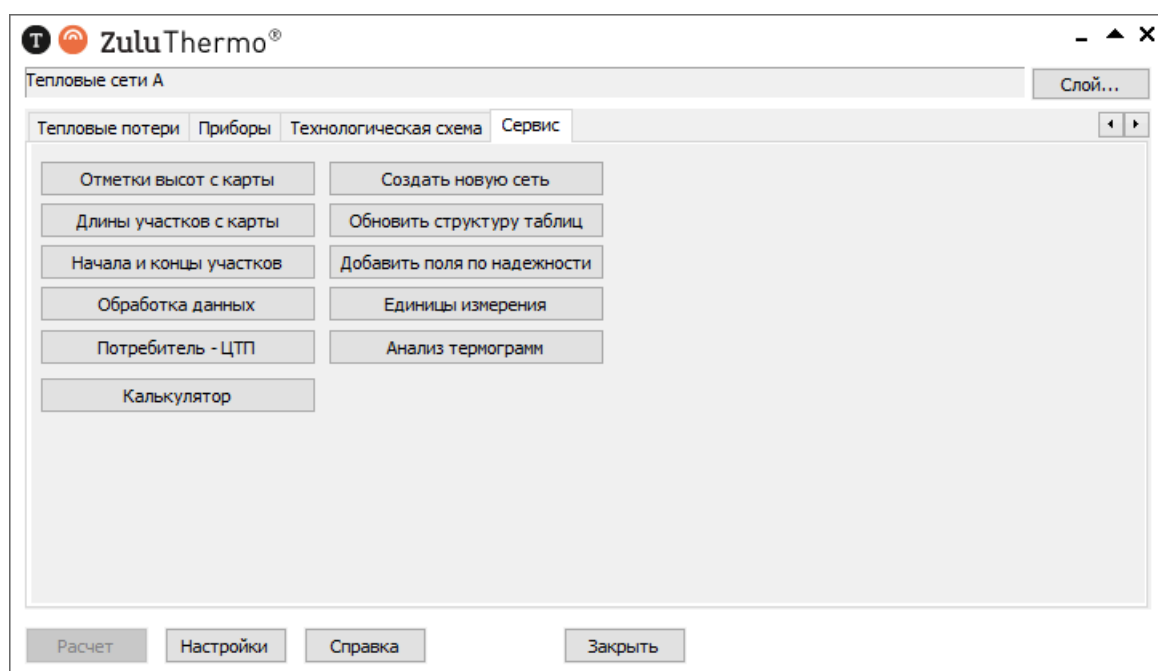 T ZuluThermo®
Тепловые сети А
Слой...
Тепловые потери Приборы Технологическая схема Сервис
Отметки высот с карты Создать новую сеть
Длины участков с карты Обновить структуру таблиц
Начала и концы участков Добавить поля по надежности
Обработка данных Единицы измерения
Потребитель - ЦТП Анализ термограмм
Калькулятор
Расчет Настройки Справка Закрыть